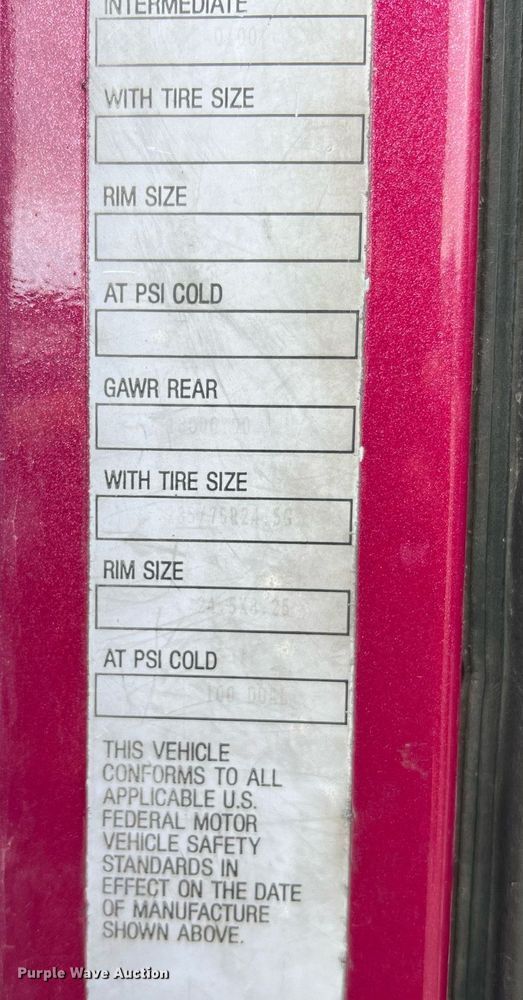 INTERMEDIATE
WITH TIRE SIZE
RIM SIZE
AT PSI COLD
GAWR REAR
WITH TIRE SIZE
RIM SIZE
AT PSI COLD
100 DUAL
THIS VEHICLE
CONFORMS TO ALL
APPLICABLE U.S.
FEDERAL MOTOR
VEHICLE SAFETY
STANDARDS IN
EFFECT ON THE DATE
OF MANUFACTURE
SHOWN ABOVE.
Purple Wave Auction